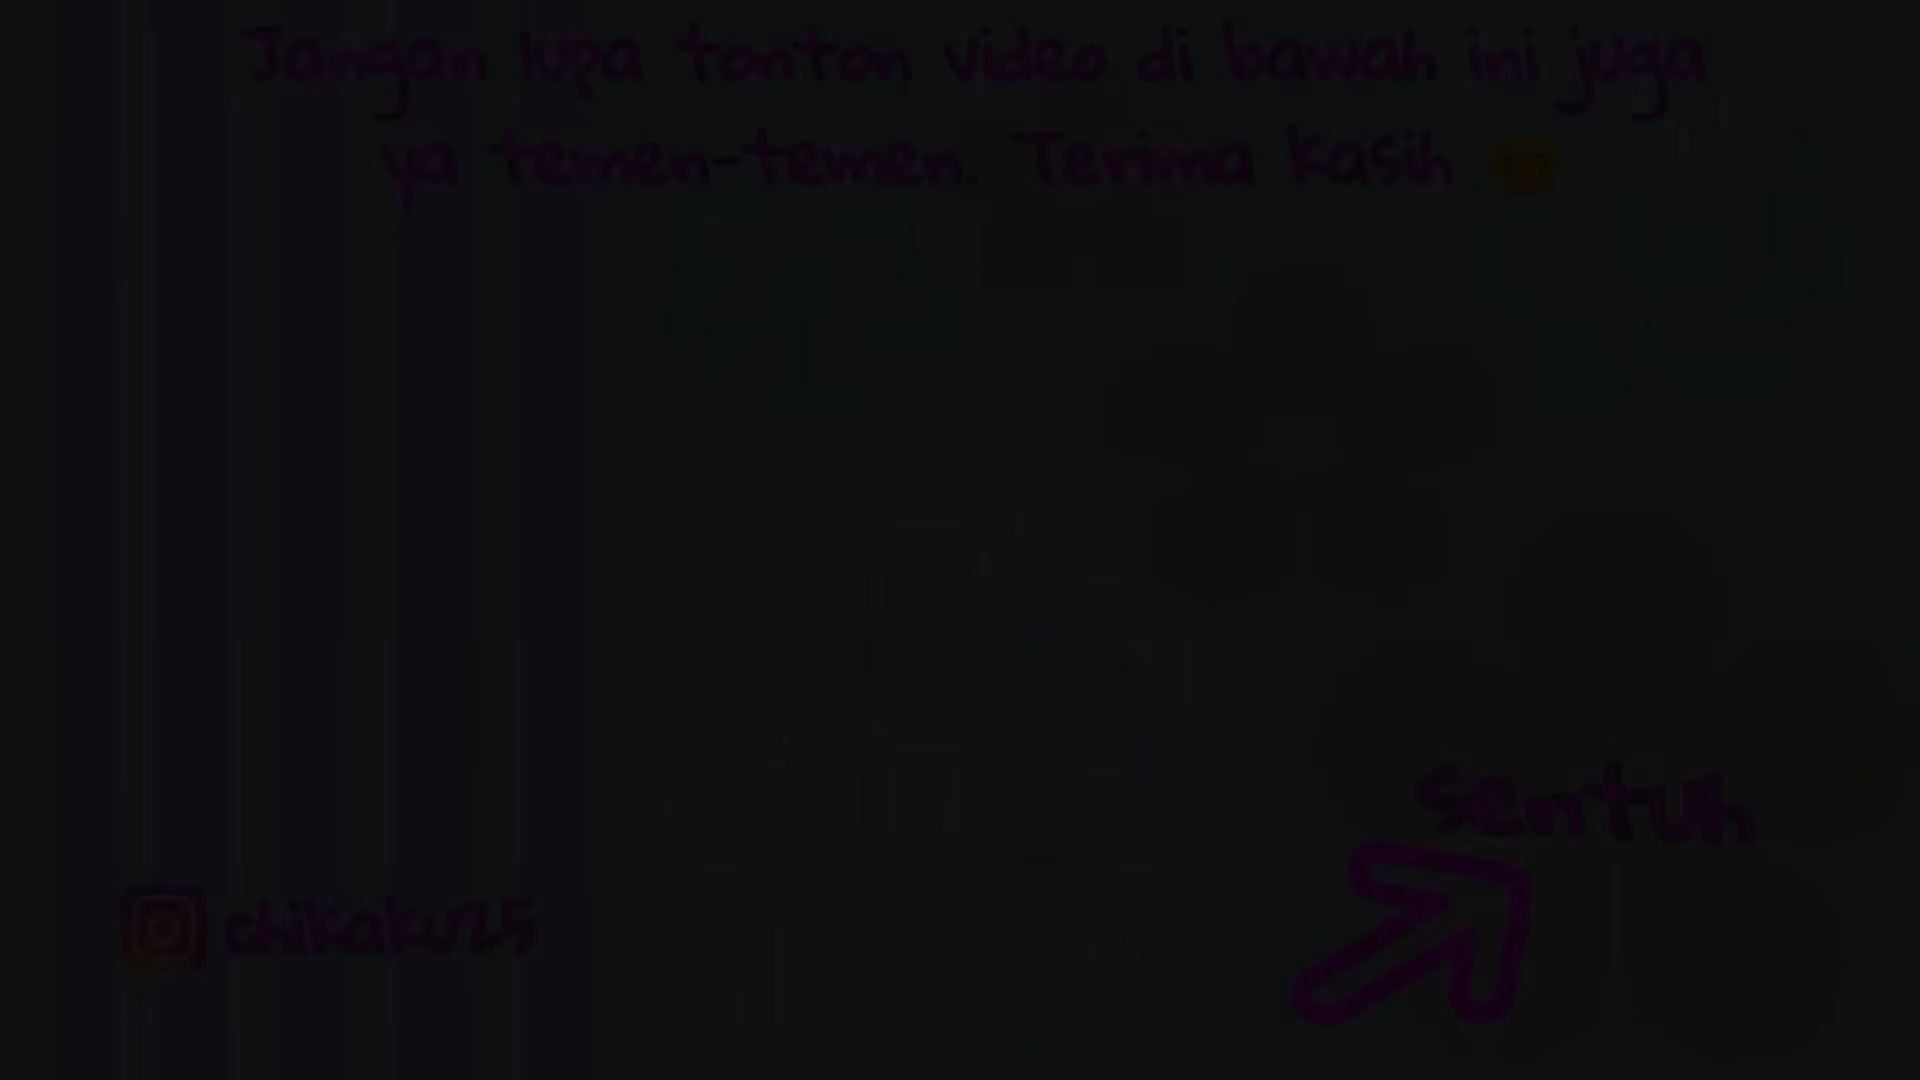 Jangan lupa tonton video di bawah ini juga
ya temen-temen. Terima kasih
sentuh
chikaku25